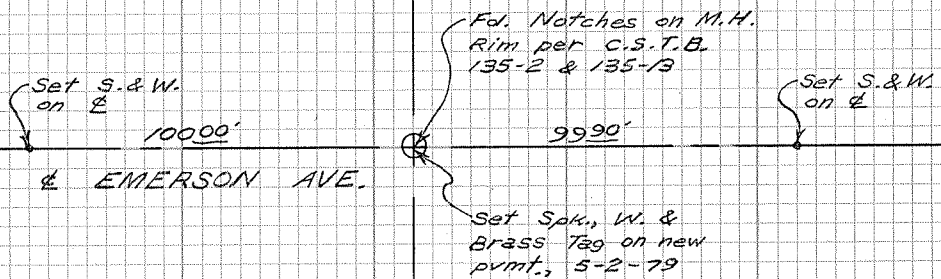 Fd. Notches on M.H.
Rim per C.S.T.B.
135-2 & 135-13
Set S.& W.
on ℄
100.00'
99.90'
Set S.& W.
on ℄
℄ EMERSON AVE.
Set Spk., W. &
Brass Tag on new
pvmt., 5-2-79